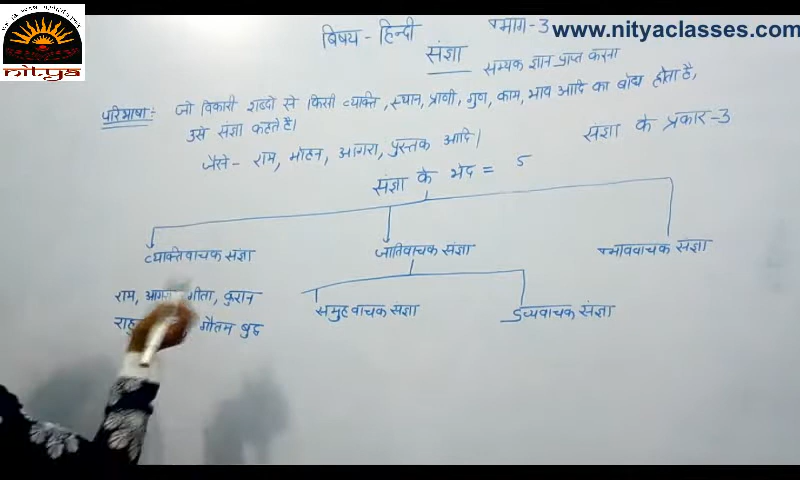 www.nityaclasses.com
nitya
विषय - हिन्दी भाग-3
संज्ञा सम्यक ज्ञान प्राप्त करना
परिभाषा:- जो विकारी शब्दो से किसी व्यक्ति, स्थान, प्राणी, गुण, काम, भाव आदि का बोध होता है,
उसे संज्ञा कहते है।
जैसे - राम, मोहन, आगरा, पुस्तक आदि। संज्ञा के प्रकार-3
संज्ञा के भेद = 5
व्यक्तिवाचक संज्ञा जातिवाचक संज्ञा भाववाचक संज्ञा
राम, आगरा, गीता, कुरान
समुहवाचक संज्ञा द्रव्यवाचक संज्ञा
गौतम बुद्ध